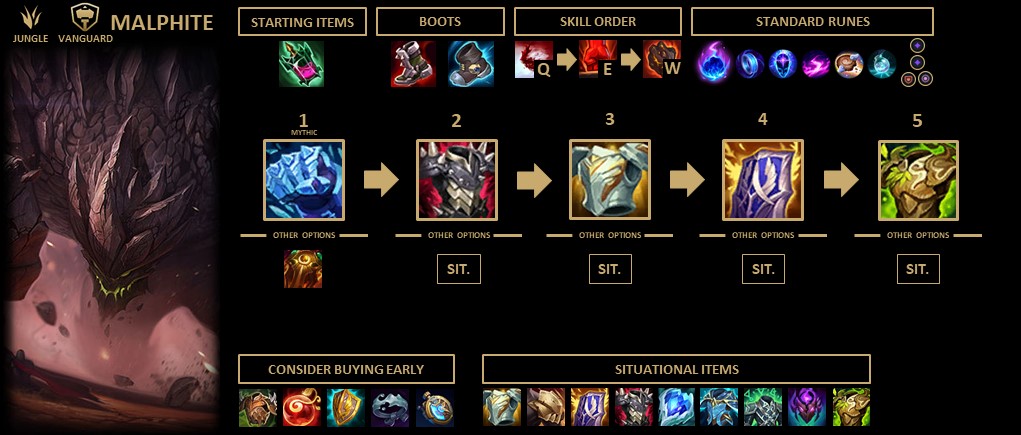 JUNGLE
VANGUARD
MALPHITE
STARTING ITEMS
BOOTS
SKILL ORDER
STANDARD RUNES
Q
E
W
1
MYTHIC
2
3
4
5
OTHER OPTIONS
OTHER OPTIONS
OTHER OPTIONS
OTHER OPTIONS
OTHER OPTIONS
SIT.
SIT.
SIT.
SIT.
CONSIDER BUYING EARLY
SITUATIONAL ITEMS